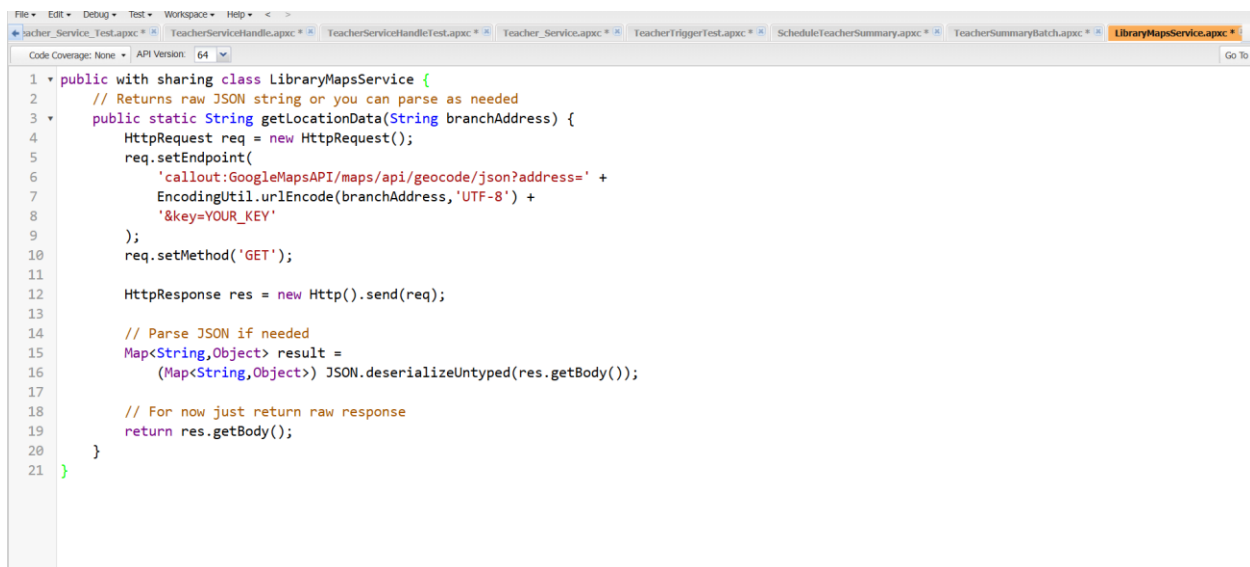 File • Edit • Debug • Test • Workspace • Help • < >
acher_Service_Test.apxc * TeacherServiceHandle.apxc * TeacherServiceHandleTest.apxc * Teacher_Service.apxc * TeacherTriggerTest.apxc * ScheduleTeacherSummary.apxc * TeacherSummaryBatch.apxc * LibraryMapsService.apxc *
Code Coverage: None • API Version: 64 Go To
1 public with sharing class LibraryMapsService {
2 // Returns raw JSON string or you can parse as needed
3 public static String getLocationData(String branchAddress) {
4 HttpRequest req = new HttpRequest();
5 req.setEndpoint(
6 'callout:GoogleMapsAPI/maps/api/geocode/json?address=' +
7 EncodingUtil.urlEncode(branchAddress,'UTF-8') +
8 '&key=YOUR_KEY'
9 );
10 req.setMethod('GET');
11
12 HttpResponse res = new Http().send(req);
13
14 // Parse JSON if needed
15 Map<String,Object> result =
16 (Map<String,Object>) JSON.deserializeUntyped(res.getBody());
17
18 // For now just return raw response
19 return res.getBody();
20 }
21 }